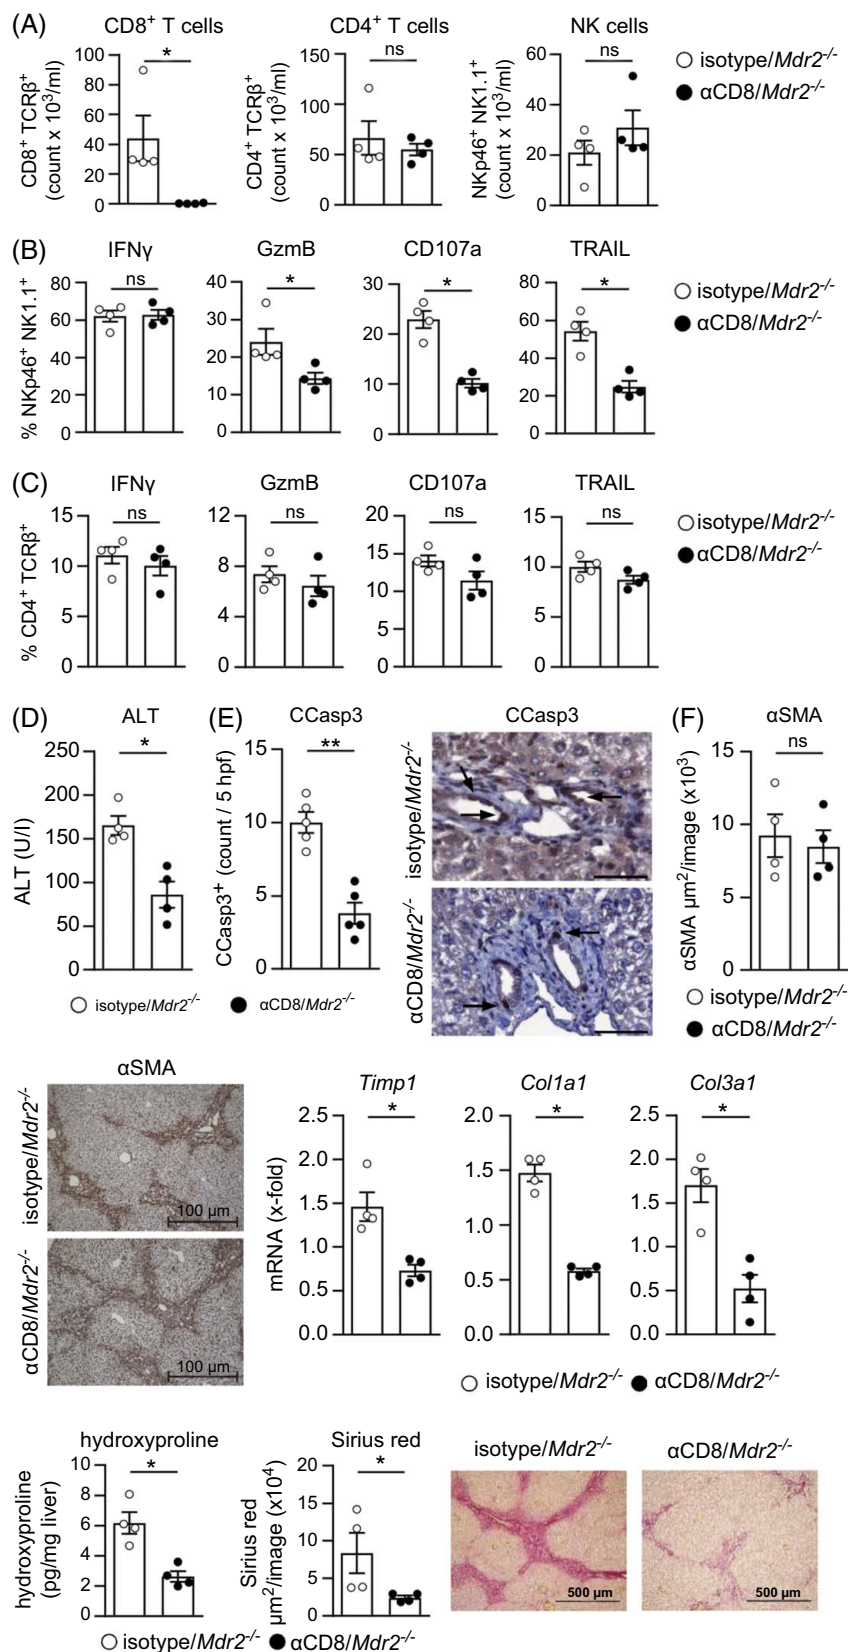 (A)
CD8⁺ T cells
CD4⁺ T cells
NK cells
CD8⁺ TCRβ⁺
(count x 10³/ml)
100
80
60
40
20
0
*
CD4⁺ TCRβ⁺
(count x 10³/ml)
150
100
50
0
ns
NKp46⁺ NK1.1⁺
(count x 10³/ml)
60
40
20
0
ns
isotype/Mdr2⁻/⁻
αCD8/Mdr2⁻/⁻
(B)
IFNγ
GzmB
CD107a
TRAIL
% NKp46⁺ NK1.1⁺
80
60
40
20
0
ns
40
30
20
10
0
*
30
20
10
0
*
80
60
40
20
0
*
isotype/Mdr2⁻/⁻
αCD8/Mdr2⁻/⁻
(C)
IFNγ
GzmB
CD107a
TRAIL
% CD4⁺ TCRβ⁺
15
10
5
0
ns
12
8
4
0
ns
20
15
10
5
0
ns
15
10
5
0
ns
isotype/Mdr2⁻/⁻
αCD8/Mdr2⁻/⁻
(D)
ALT
ALT (U/l)
250
200
150
100
50
0
*
(E)
CCasp3
CCasp3⁺ (count / 5 hpf)
15
10
5
0
**
isotype/Mdr2⁻/⁻
αCD8/Mdr2⁻/⁻
CCasp3
isotype/Mdr2⁻/⁻
αCD8/Mdr2⁻/⁻
(F)
αSMA
αSMA µm²/image (x10³)
15
10
5
0
ns
isotype/Mdr2⁻/⁻
αCD8/Mdr2⁻/⁻
αSMA
isotype/Mdr2⁻/⁻
100 µm
αCD8/Mdr2⁻/⁻
100 µm
Timp1
Col1a1
Col3a1
mRNA (x-fold)
2.5
2.0
1.5
1.0
0.5
0.0
*
2.0
1.5
1.0
0.5
0.0
*
2.5
2.0
1.5
1.0
0.5
0.0
*
isotype/Mdr2⁻/⁻
αCD8/Mdr2⁻/⁻
hydroxyproline
hydroxyproline
(pg/mg liver)
10
8
6
4
2
0
*
Sirius red
Sirius red
µm²/image (x10⁴)
20
15
10
5
0
*
isotype/Mdr2⁻/⁻
αCD8/Mdr2⁻/⁻
isotype/Mdr2⁻/⁻
αCD8/Mdr2⁻/⁻
500 µm
500 µm